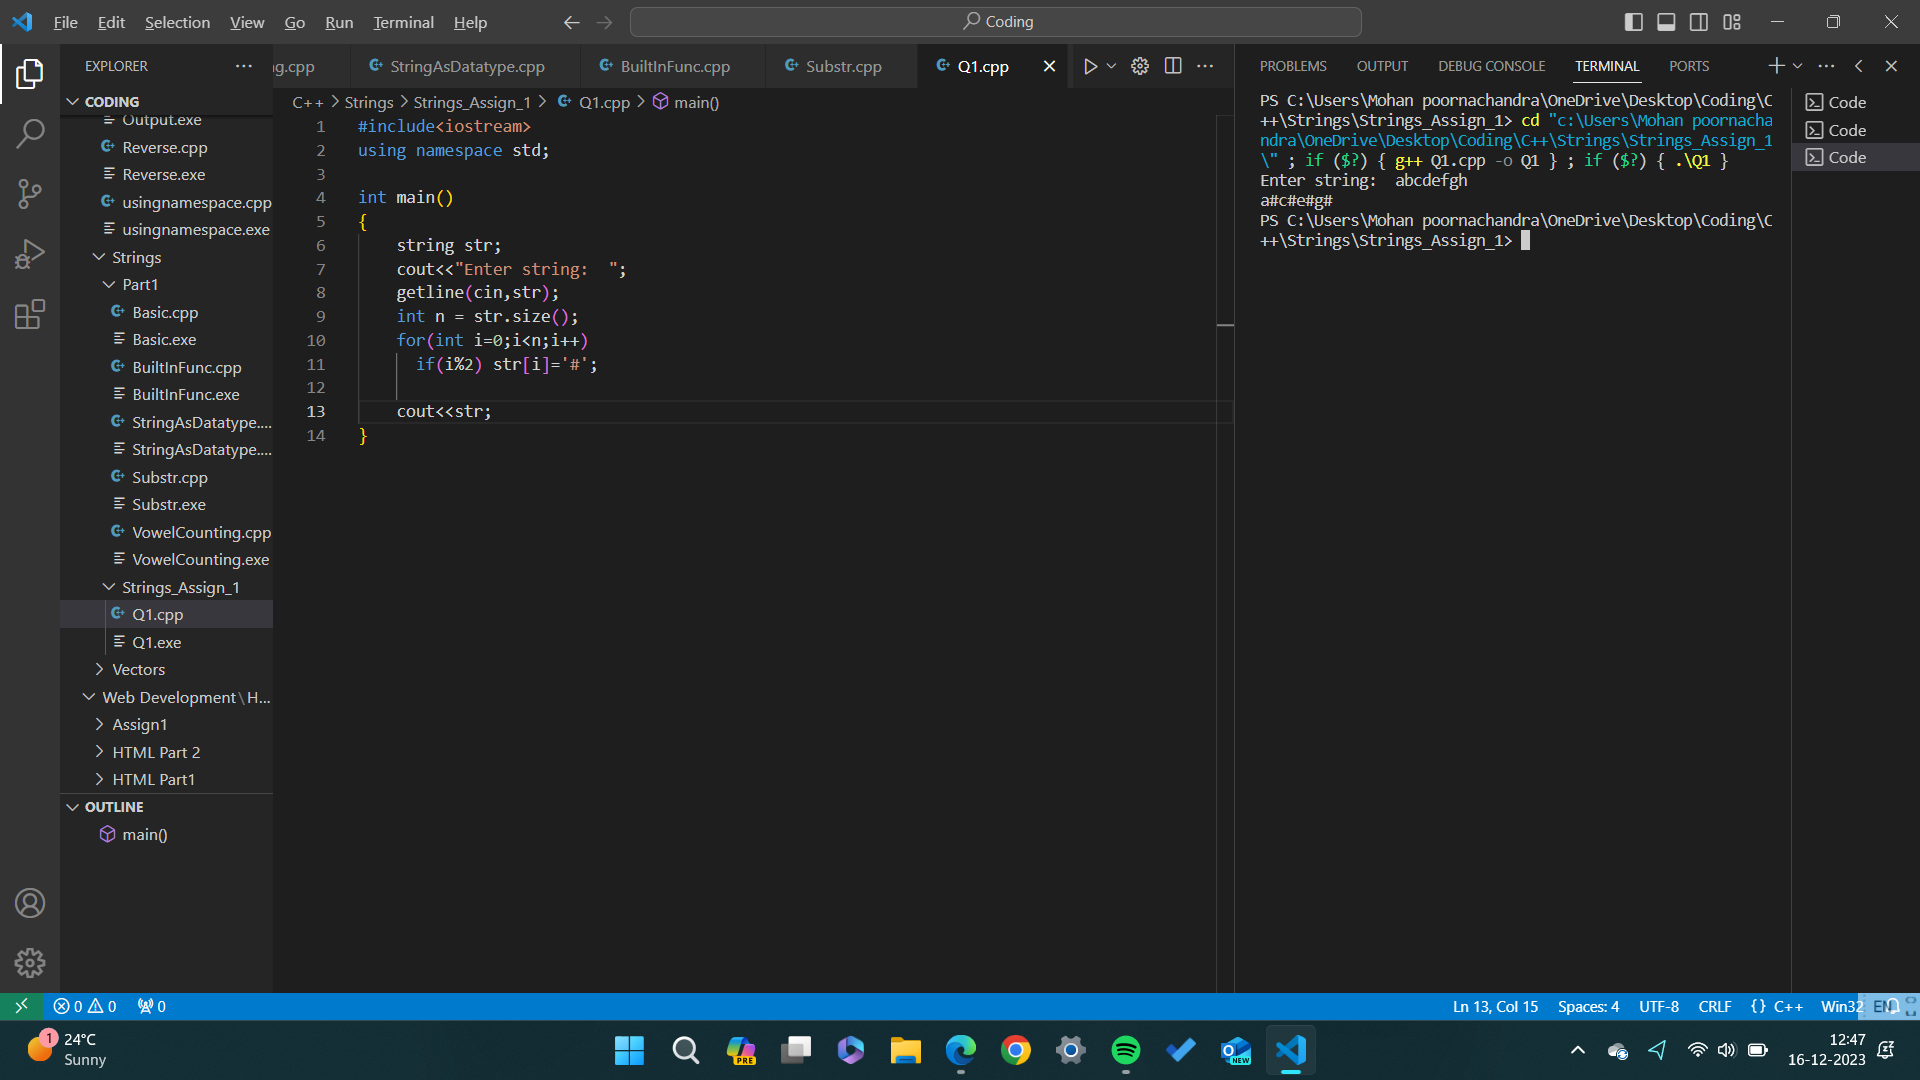 File Edit Selection View Go Run Terminal Help
Coding
EXPLORER
CODING
Output.exe
Reverse.cpp
Reverse.exe
usingnamespace.cpp
usingnamespace.exe
Strings
Part1
Basic.cpp
Basic.exe
BuiltInFunc.cpp
BuiltInFunc.exe
StringAsDatatype....
StringAsDatatype....
Substr.cpp
Substr.exe
VowelCounting.cpp
VowelCounting.exe
Strings_Assign_1
Q1.cpp
Q1.exe
Vectors
Web Development\H...
Assign1
HTML Part 2
HTML Part1
OUTLINE
main()
g.cpp StringAsDatatype.cpp BuiltInFunc.cpp Substr.cpp Q1.cpp
C++ > Strings > Strings_Assign_1 > Q1.cpp > main()
1 #include<iostream>
2 using namespace std;
3
4 int main()
5 {
6 string str;
7 cout<<"Enter string:  ";
8 getline(cin,str);
9 int n = str.size();
10 for(int i=0;i<n;i++)
11 if(i%2) str[i]='#';
12
13 cout<<str;
14 }
PROBLEMS OUTPUT DEBUG CONSOLE TERMINAL PORTS
PS C:\Users\Mohan poornachandra\OneDrive\Desktop\Coding\C
++\Strings\Strings_Assign_1> cd "c:\Users\Mohan poornacha
ndra\OneDrive\Desktop\Coding\C++\Strings\Strings_Assign_1
\" ; if ($?) { g++ Q1.cpp -o Q1 } ; if ($?) { .\Q1 }
Enter string:  abcdefgh
a#c#e#g#
PS C:\Users\Mohan poornachandra\OneDrive\Desktop\Coding\C
++\Strings\Strings_Assign_1>
Code
Code
Code
0 0 0
Ln 13, Col 15 Spaces: 4 UTF-8 CRLF {} C++ Win32 EN
1 24°C
Sunny
PRE
NEW
12:47
16-12-2023